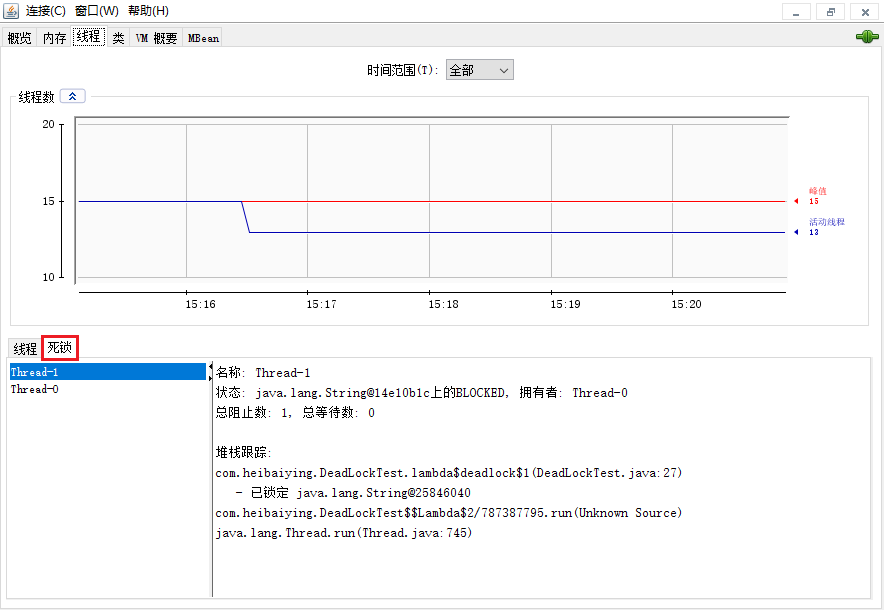 连接(C) 窗口(W) 帮助(H)
概览 内存 线程 类 VM 概要 MBean
时间范围(T): 全部
线程数
20
15
10
峰值
15
活动线程
13
15:16 15:17 15:18 15:19 15:20
线程 死锁
Thread-1
Thread-0
名称: Thread-1
状态: java.lang.String@14e10b1c上的BLOCKED, 拥有者: Thread-0
总阻止数: 1, 总等待数: 0
堆栈跟踪:
com.heibaiying.DeadLockTest.lambda$deadlock$1(DeadLockTest.java:27)
- 已锁定 java.lang.String@25846040
com.heibaiying.DeadLockTest$$Lambda$2/787387795.run(Unknown Source)
java.lang.Thread.run(Thread.java:745)